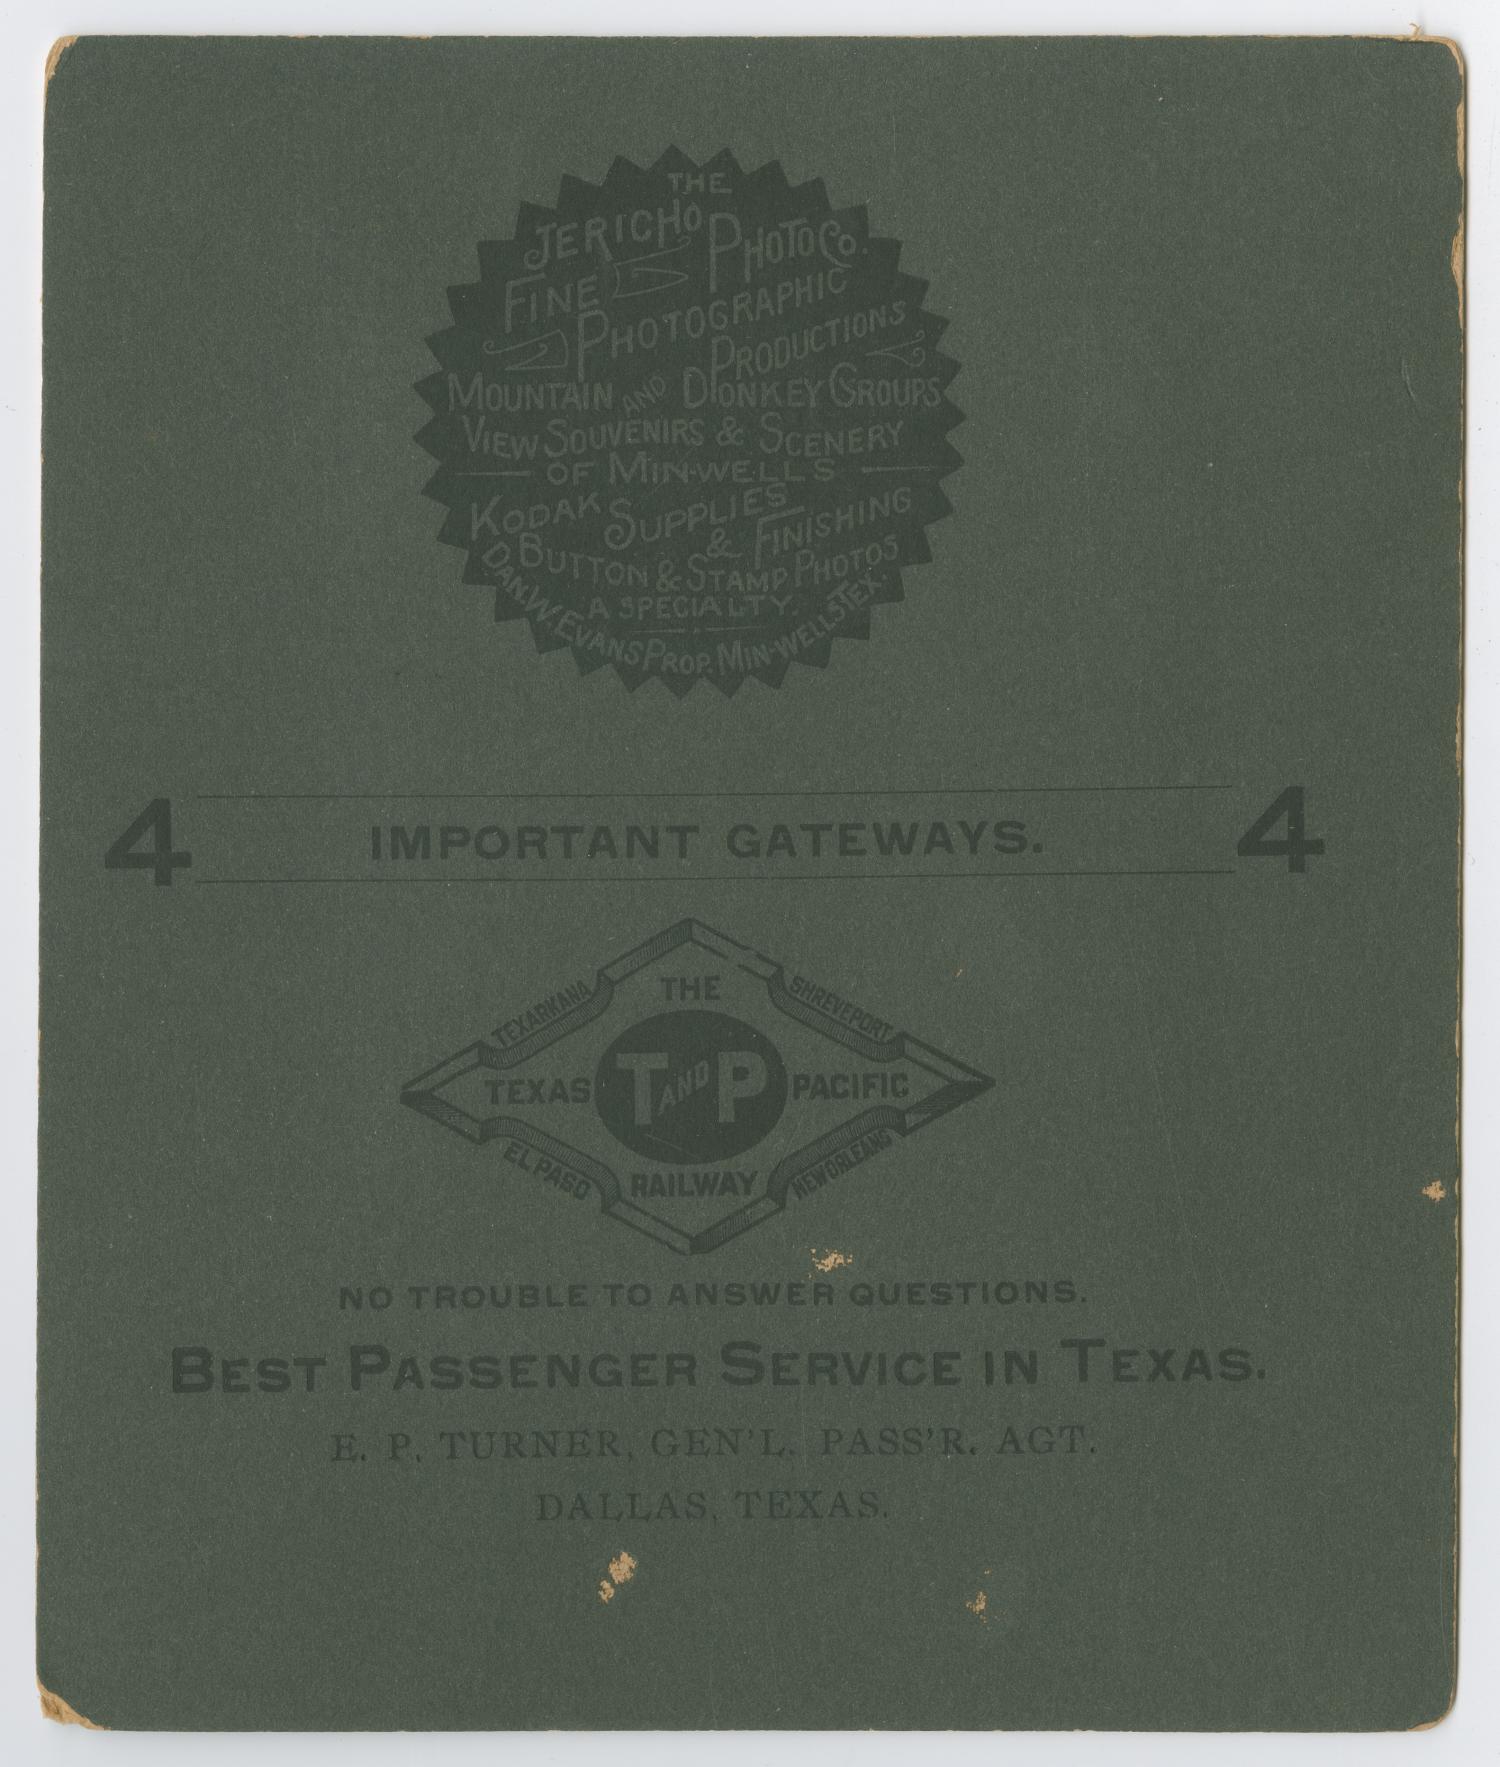 THE
JERICHO PHOTO CO.
FINE
PHOTOGRAPHIC
PRODUCTIONS
MOUNTAIN AND DONKEY GROUPS
VIEW SOUVENIRS & SCENERY
OF MIN-WELLS
KODAK SUPPLIES
& FINISHING
BUTTON & STAMP PHOTOS
A SPECIALTY.
DAN. W. EVANS PROP. MIN-WELLS TEX.
4 IMPORTANT GATEWAYS. 4
TEXARKANA THE SHREVEPORT
TEXAS T AND P PACIFIC
EL PASO RAILWAY NEW ORLEANS
NO TROUBLE TO ANSWER QUESTIONS.
BEST PASSENGER SERVICE IN TEXAS.
E. P. TURNER, GEN'L. PASS'R. AGT.
DALLAS, TEXAS.